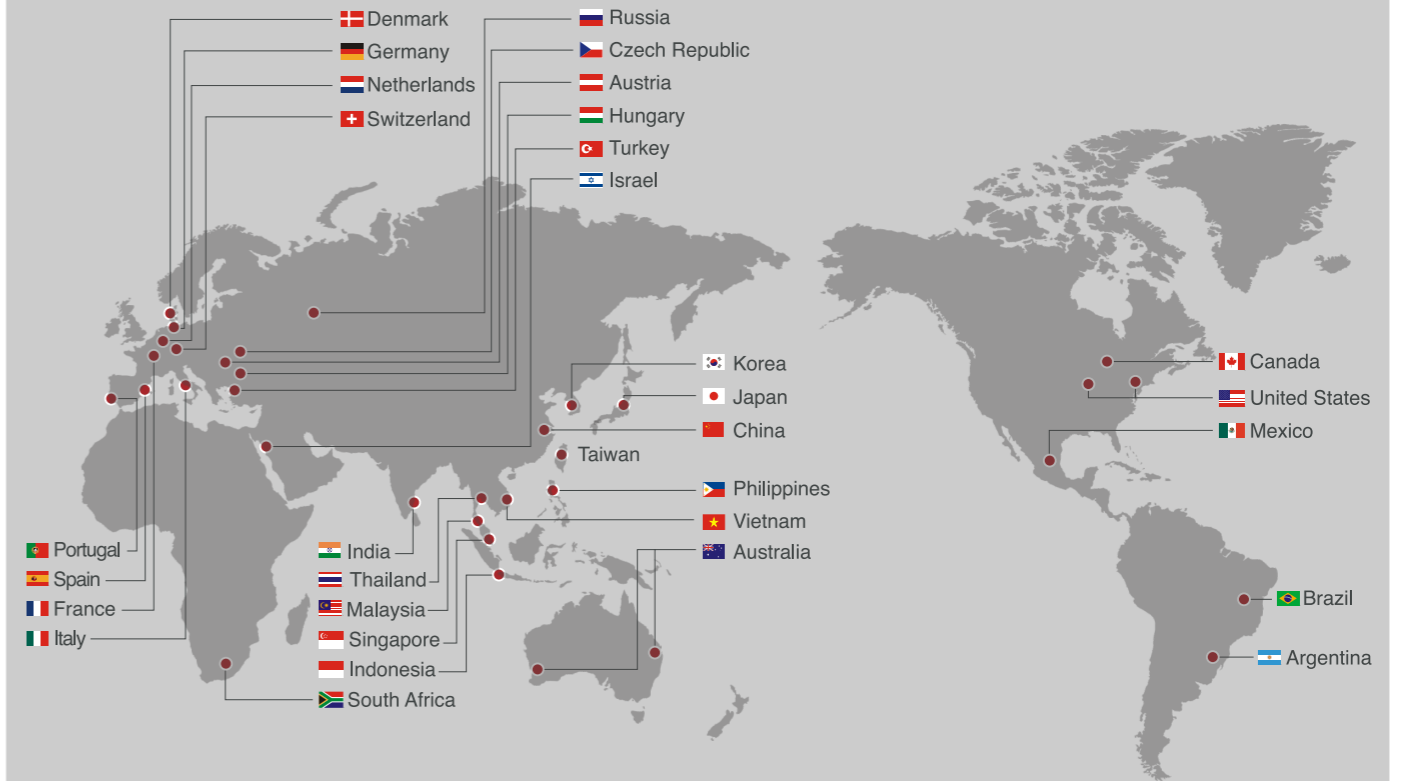 Denmark
Germany
Netherlands
Switzerland
Russia
Czech Republic
Austria
Hungary
Turkey
Israel
Korea
Japan
China
Taiwan
Philippines
Vietnam
Australia
Canada
United States
Mexico
Portugal
Spain
France
Italy
India
Thailand
Malaysia
Singapore
Indonesia
South Africa
Brazil
Argentina